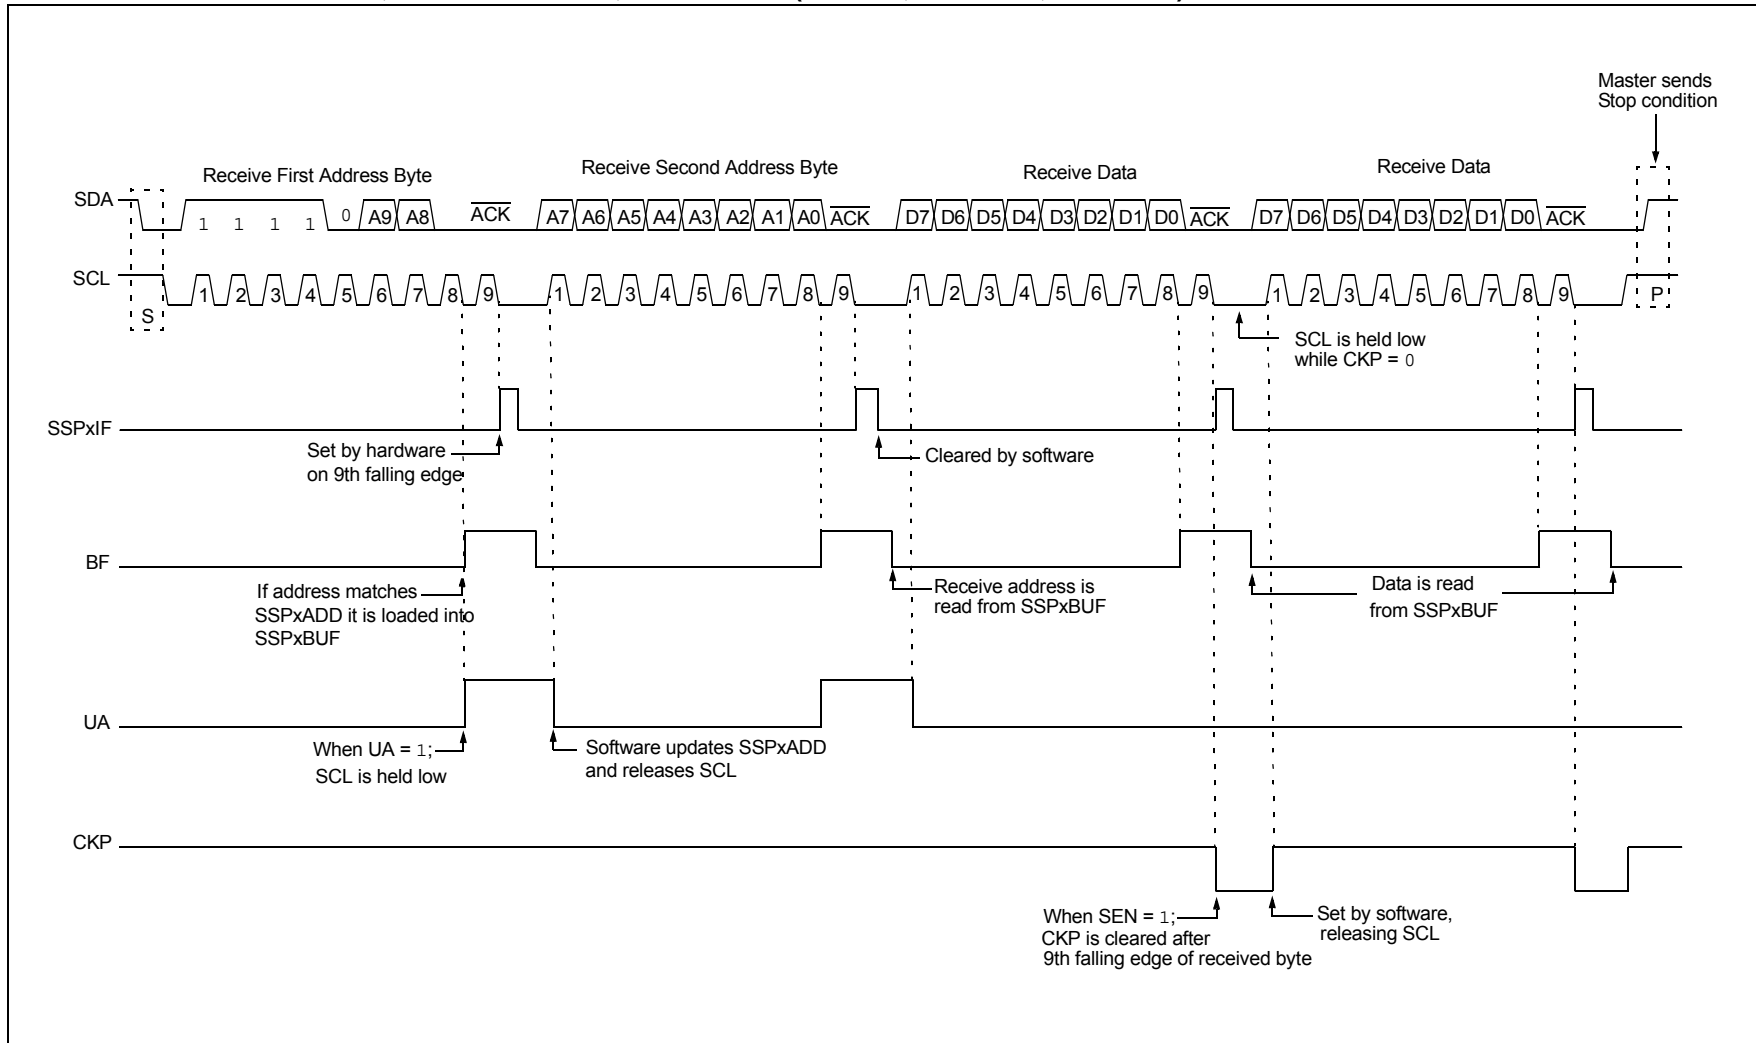 Master sends
Stop condition
Receive First Address Byte
Receive Second Address Byte
Receive Data
Receive Data
SDA
1 1 1 1 0 A9 A8 ACK A7 A6 A5 A4 A3 A2 A1 A0 ACK D7 D6 D5 D4 D3 D2 D1 D0 ACK D7 D6 D5 D4 D3 D2 D1 D0 ACK
SCL
S 1 2 3 4 5 6 7 8 9 1 2 3 4 5 6 7 8 9 1 2 3 4 5 6 7 8 9 1 2 3 4 5 6 7 8 9 P
SCL is held low
while CKP = 0
SSPxIF
Set by hardware
on 9th falling edge
Cleared by software
BF
If address matches
SSPxADD it is loaded into
SSPxBUF
Receive address is
read from SSPxBUF
Data is read
from SSPxBUF
UA
When UA = 1;
SCL is held low
Software updates SSPxADD
and releases SCL
CKP
When SEN = 1;
CKP is cleared after
9th falling edge of received byte
Set by software,
releasing SCL